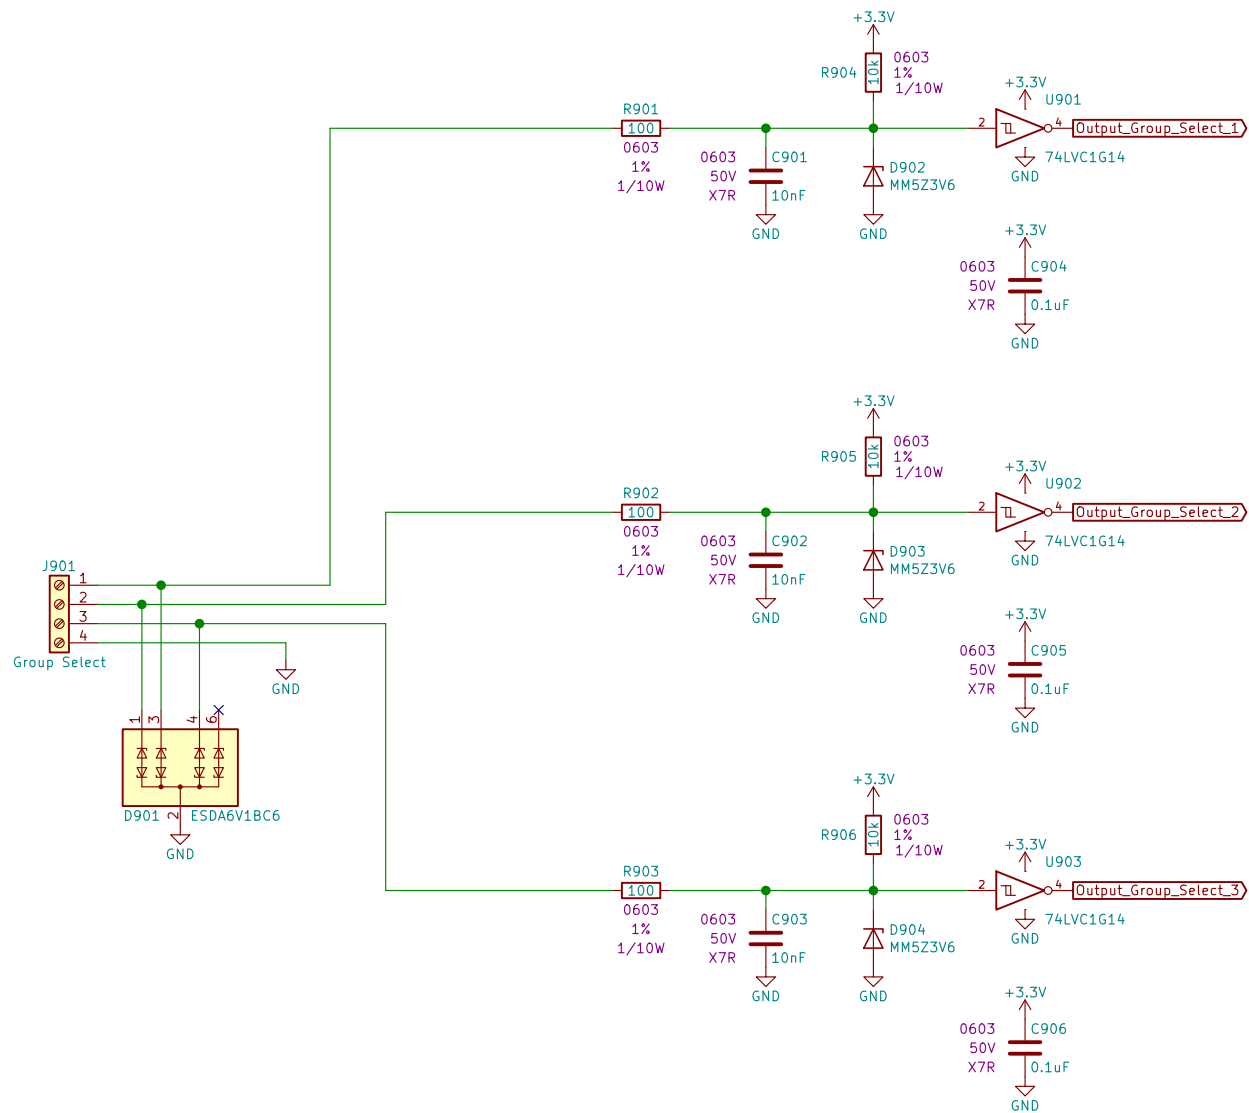 +3.3V
R904
10k
0603
1%
1/10W
+3.3V
U901
R901
100
0603
1%
1/10W
2
4
Output_Group_Select_1
74LVC1G14
GND
0603
50V
X7R
C901
10nF
GND
D902
MM5Z3V6
GND
+3.3V
0603
50V
X7R
C904
0.1uF
GND
+3.3V
R905
10k
0603
1%
1/10W
+3.3V
U902
R902
100
0603
1%
1/10W
2
4
Output_Group_Select_2
74LVC1G14
GND
0603
50V
X7R
C902
10nF
GND
D903
MM5Z3V6
GND
+3.3V
0603
50V
X7R
C905
0.1uF
GND
J901
1
2
3
4
Group Select
GND
1
3
4
6
D901
2
ESDA6V1BC6
GND
+3.3V
R906
10k
0603
1%
1/10W
+3.3V
U903
R903
100
0603
1%
1/10W
2
4
Output_Group_Select_3
74LVC1G14
GND
0603
50V
X7R
C903
10nF
GND
D904
MM5Z3V6
GND
+3.3V
0603
50V
X7R
C906
0.1uF
GND